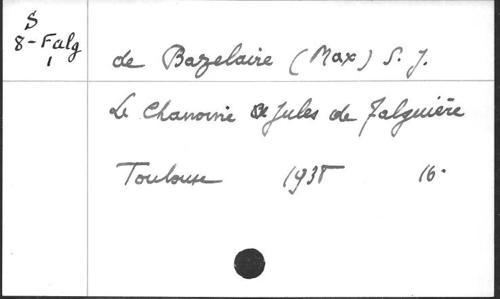 S
8-Falg
1
de Bazelaire (Max) S. J.
Le Chanoine Jules de Falguière
Toulouse 1938 16°